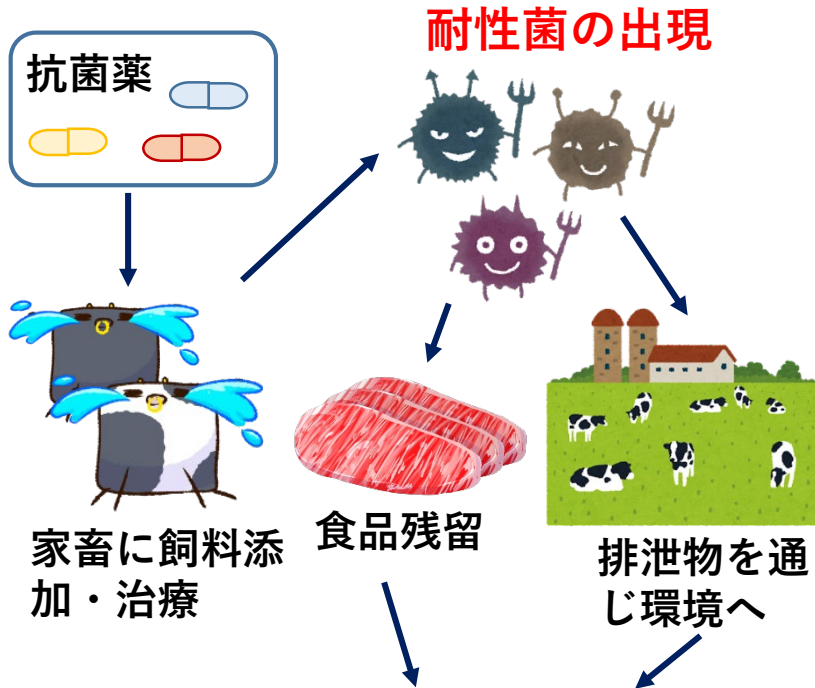 耐性菌の出現
抗菌薬
家畜に飼料添
加・治療
食品残留
排泄物を通
じ環境へ